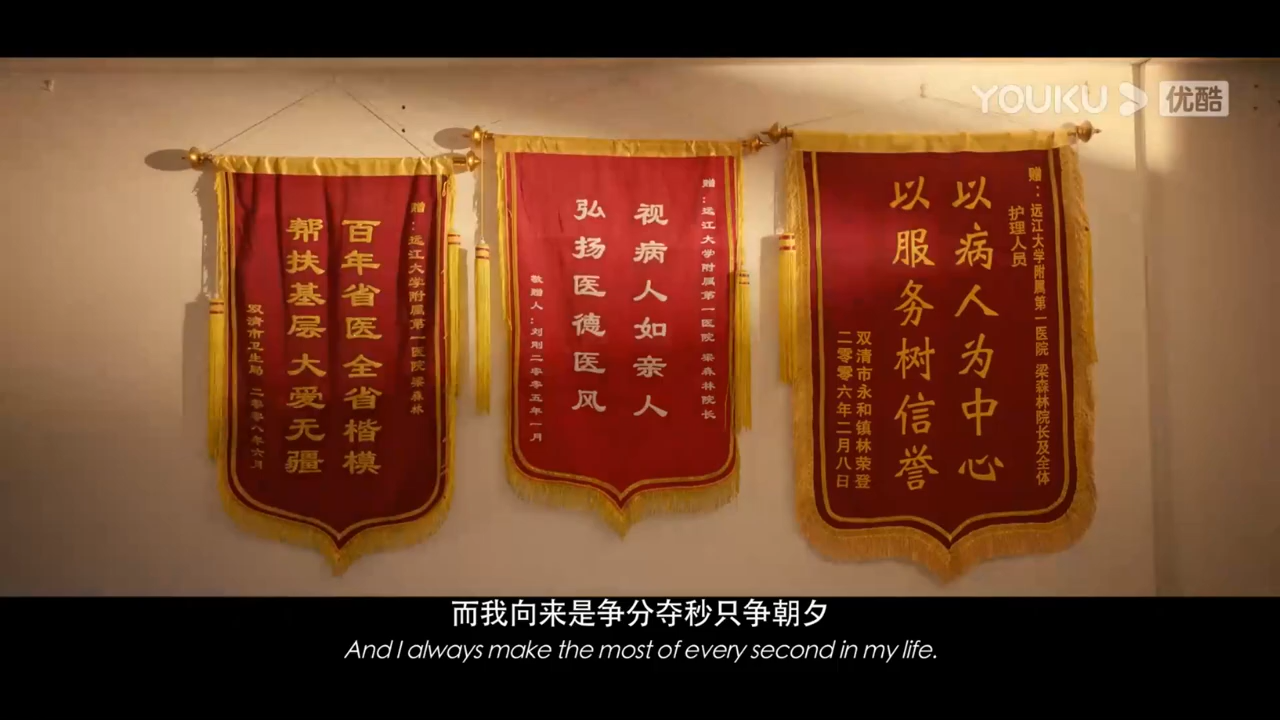 YOUKU 优酷
赠：远江大学附属第一医院梁森林
百年省医全省楷模
帮扶基层大爱无疆
双济市卫生局 二零零八年六月
赠：远江大学附属第一医院 梁森林院长
视病人如亲人
弘扬医德医风
敬赠人：刘刚二零零五年一月
赠：远江大学附属第一医院 梁森林院长及全体
护理人员
以病人为中心
以服务树信誉
双清市永和镇林荣登
二零零六年二月八日
而我向来是争分夺秒只争朝夕
And I always make the most of every second in my life.